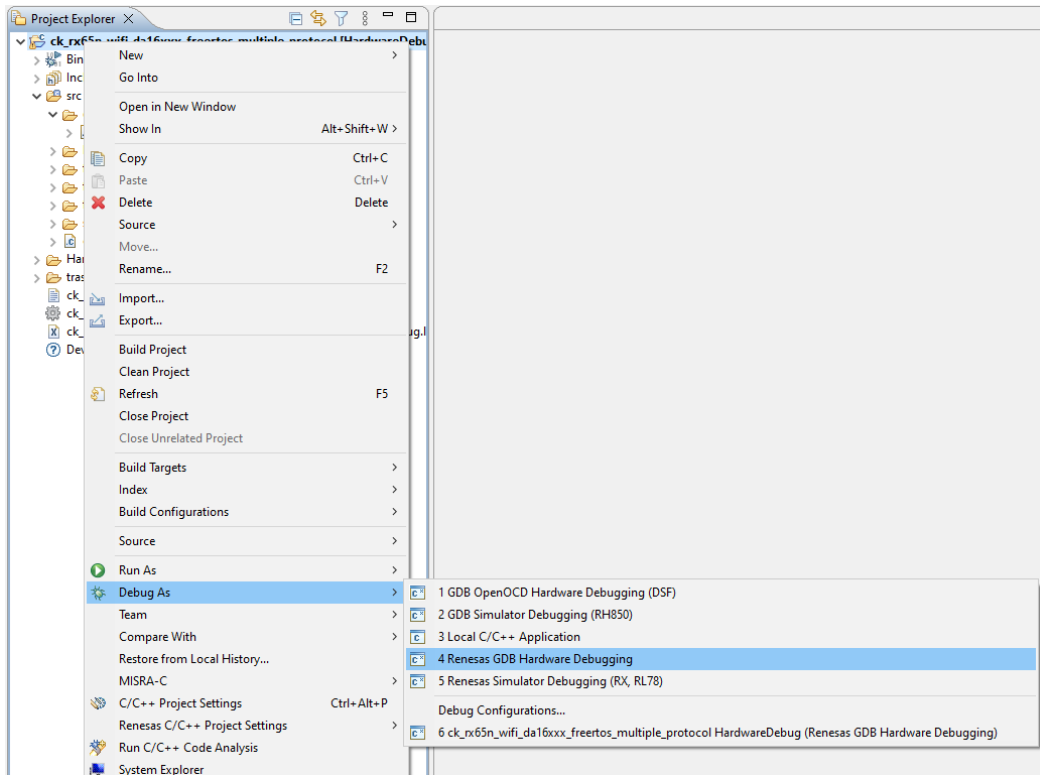 Project Explorer
ck_rx65n_wifi_da16xxx_freertos_multiple_protocol [HardwareDebu
Bin
Inc
src
Har
tras
ck_
ck_
ck_
ug.l
Dev
New
Go Into
Open in New Window
Show In Alt+Shift+W
Copy Ctrl+C
Paste Ctrl+V
Delete Delete
Source
Move...
Rename... F2
Import...
Export...
Build Project
Clean Project
Refresh F5
Close Project
Close Unrelated Project
Build Targets
Index
Build Configurations
Source
Run As
Debug As
Team
Compare With
Restore from Local History...
MISRA-C
C/C++ Project Settings Ctrl+Alt+P
Renesas C/C++ Project Settings
Run C/C++ Code Analysis
System Explorer
1 GDB OpenOCD Hardware Debugging (DSF)
2 GDB Simulator Debugging (RH850)
3 Local C/C++ Application
4 Renesas GDB Hardware Debugging
5 Renesas Simulator Debugging (RX, RL78)
Debug Configurations...
6 ck_rx65n_wifi_da16xxx_freertos_multiple_protocol HardwareDebug (Renesas GDB Hardware Debugging)